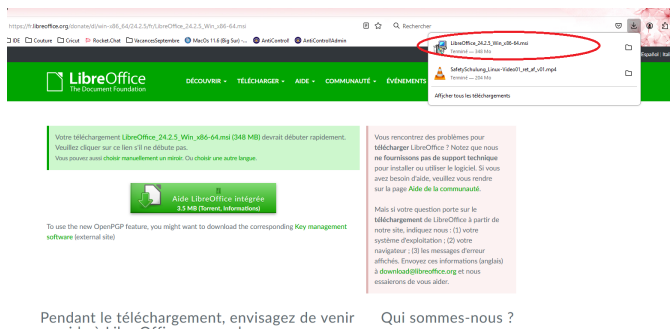 https://fr.libreoffice.org/donate/dl/win-x86_64/24.2.5/fr/LibreOffice_24.2.5_Win_x86-64.msi
Rechercher
IDE Couture Cricut Rocket.Chat VacancesSeptembre MacOs 11.6 (Big Sur) -... AntiControl! AntiControlAdmin
LibreOffice_24.2.5_Win_x86-64.msi
Terminé — 348 Mo
SafetySchulung_Linux-Video01_ret_af_v01.mp4
Terminé — 204 Mo
Afficher tous les téléchargements
Español
LibreOffice
The Document Foundation
DÉCOUVRIR TÉLÉCHARGER AIDE COMMUNAUTÉ ÉVÉNEMENTS
Votre téléchargement LibreOffice_24.2.5_Win_x86-64.msi (348 MB) devrait débuter rapidement.
Veuillez cliquer sur ce lien s'il ne débute pas.
Vous pouvez aussi choisir manuellement un miroir. Ou choisir une autre langue.
Aide LibreOffice intégrée
3.5 MB (Torrent, Informations)
To use the new OpenPGP feature, you might want to download the corresponding Key management
software (external site)
Vous rencontrez des problèmes pour
télécharger LibreOffice ? Notez que nous
ne fournissons pas de support technique
pour installer ou utiliser le logiciel. Si vous
avez besoin d'aide, veuillez vous rendre
sur la page Aide de la communauté.
Mais si votre question porte sur le
téléchargement de LibreOffice à partir de
notre site, indiquez nous : (1) votre
système d'exploitation ; (2) votre
navigateur ; (3) les messages d'erreur
affichés. Envoyez ces informations (anglais)
à download@libreoffice.org et nous
essaierons de vous aider.
Pendant le téléchargement, envisagez de venir
Qui sommes-nous ?